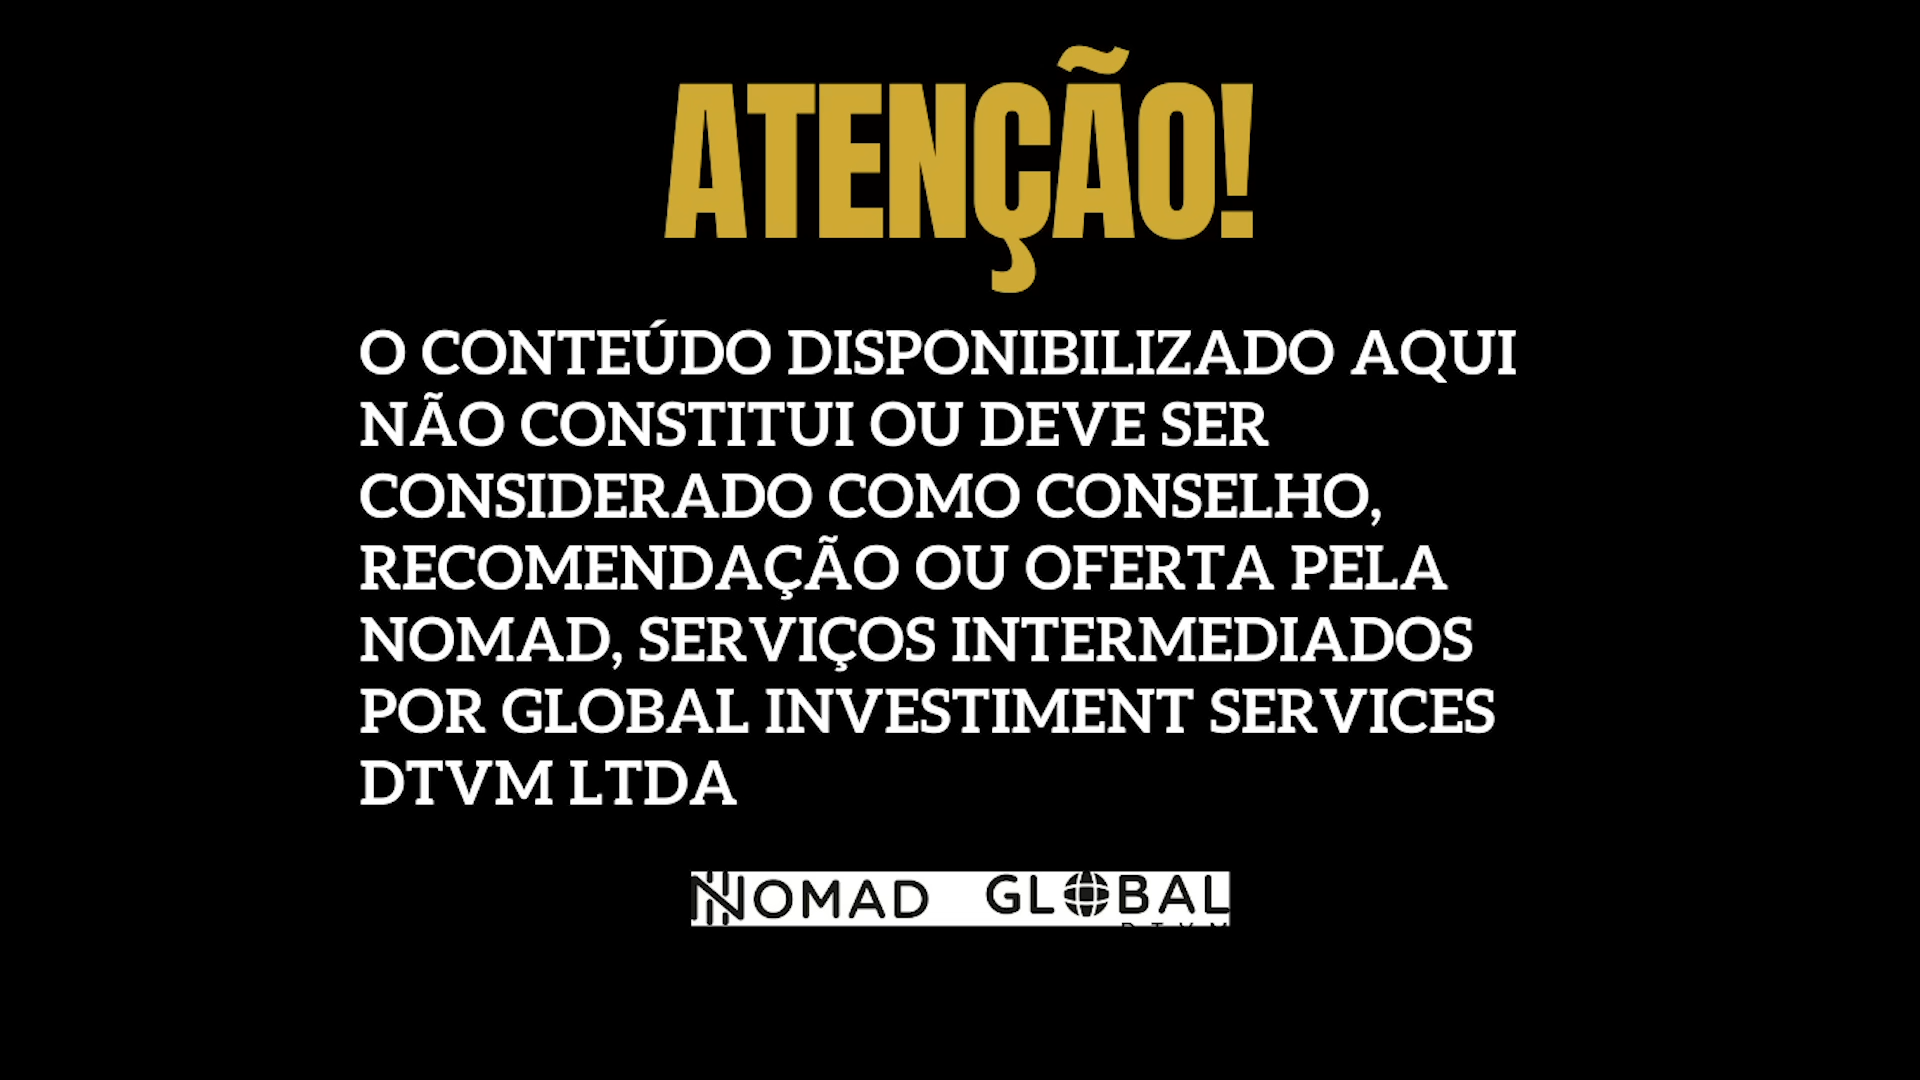 ATENÇÃO!
O CONTEÚDO DISPONIBILIZADO AQUI
NÃO CONSTITUI OU DEVE SER
CONSIDERADO COMO CONSELHO,
RECOMENDAÇÃO OU OFERTA PELA
NOMAD, SERVIÇOS INTERMEDIADOS
POR GLOBAL INVESTIMENT SERVICES
DTVM LTDA
NOMAD GLOBAL